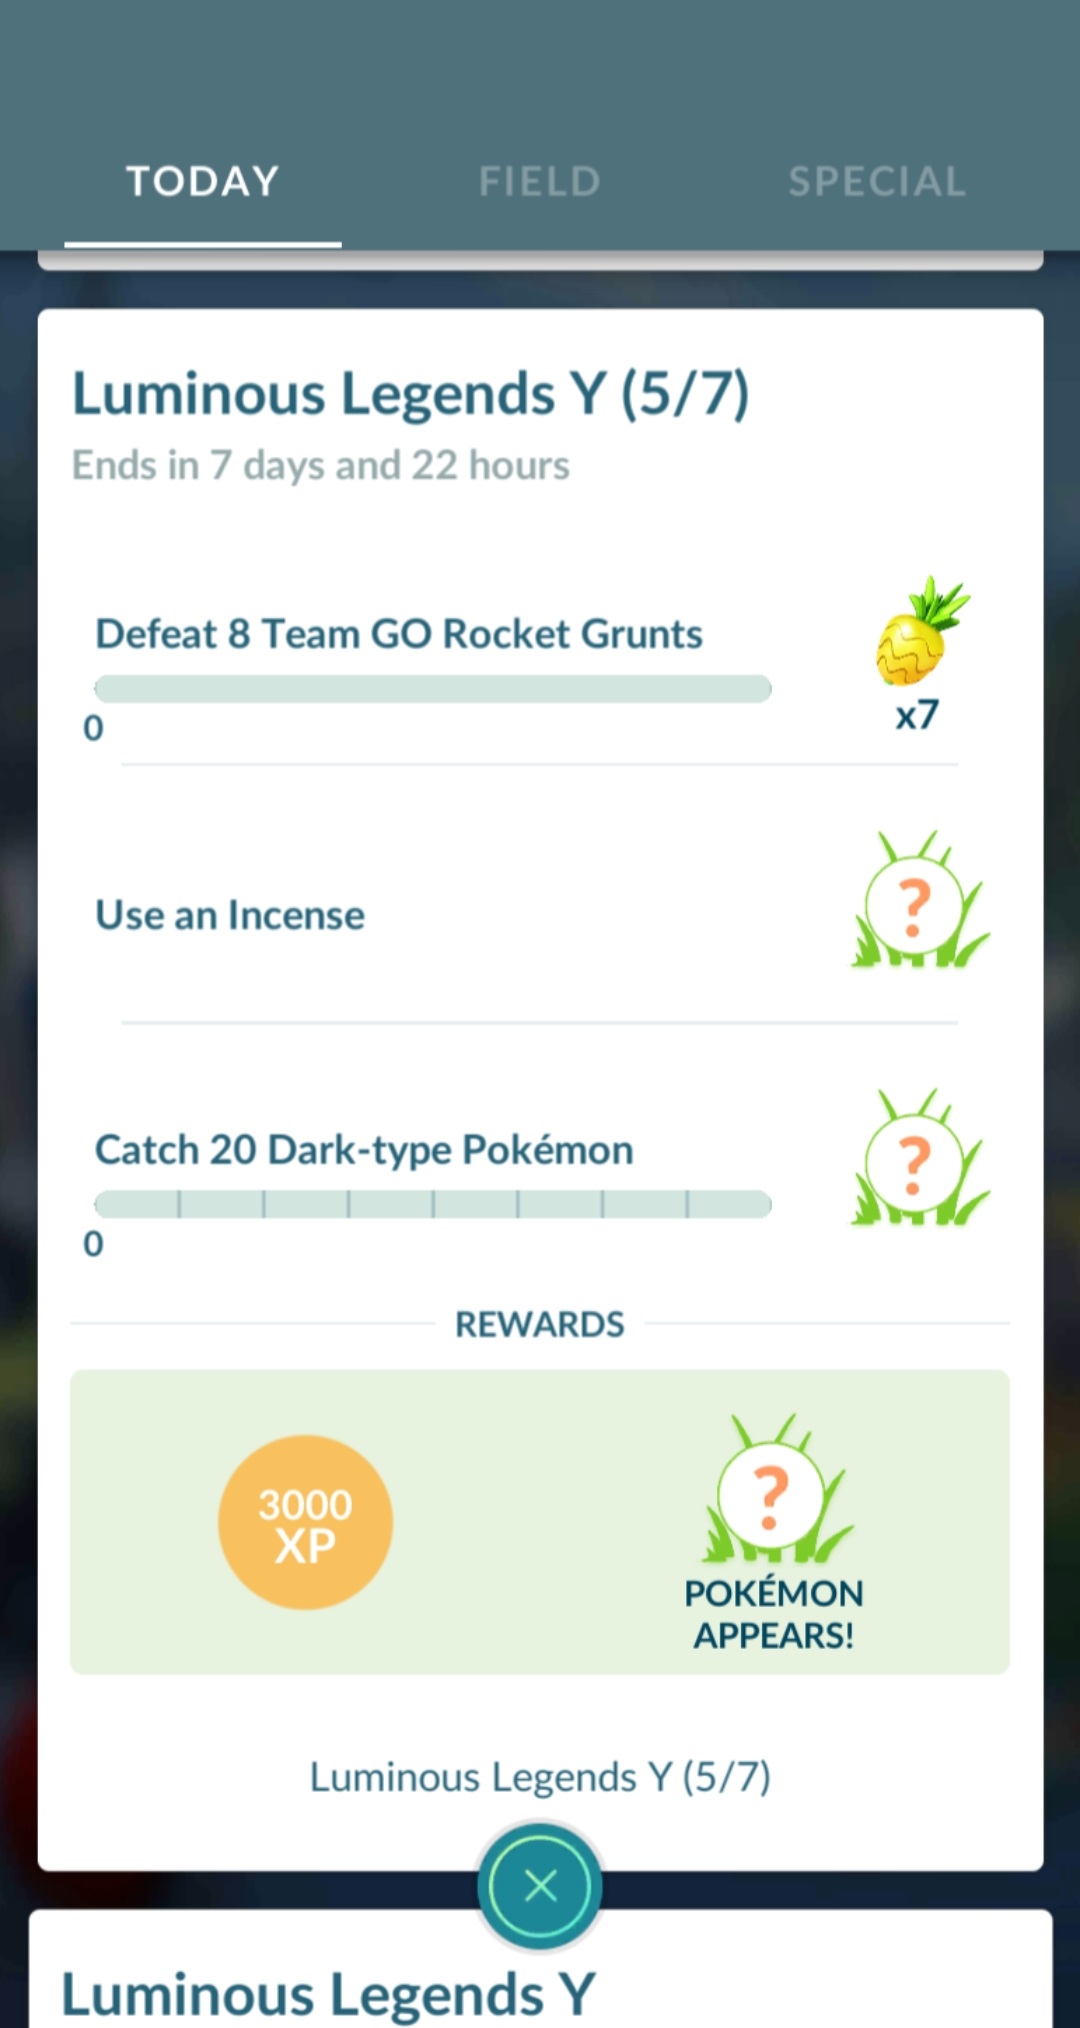 TODAY FIELD SPECIAL
Luminous Legends Y (5/7)
Ends in 7 days and 22 hours
Defeat 8 Team GO Rocket Grunts
x7
0
?
Use an Incense
?
Catch 20 Dark-type Pokémon
0
REWARDS
3000
XP
?
POKÉMON
APPEARS!
Luminous Legends Y (5/7)
Luminous Legends Y